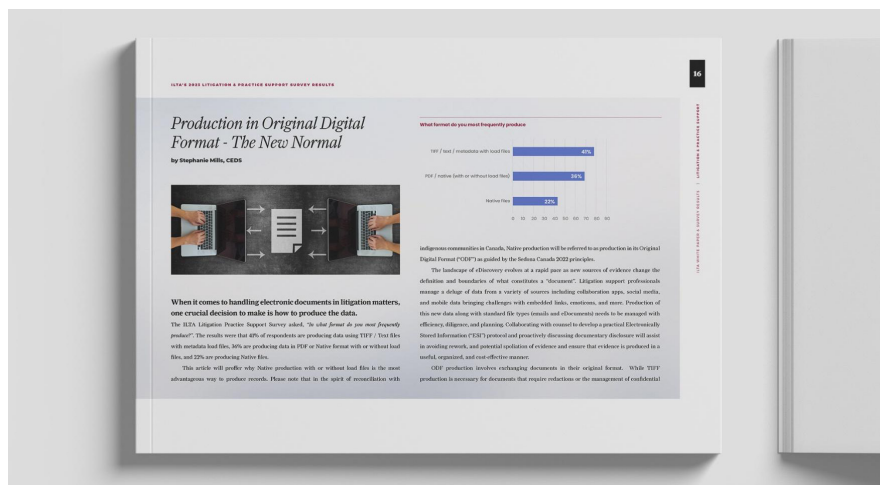 ILTA'S 2022 LITIGATION & PRACTICE SUPPORT SURVEY RESULTS
16
Production in Original Digital
Format - The New Normal
by Stephanie Mills, CEDS
When it comes to handling electronic documents in litigation matters,
one crucial decision to make is how to produce the data.
The ILTA Litigation Practice Support Survey asked, "in what format do you most frequently
produce?". The results were that 41% of respondents are producing data using TIFF / Text files
with metadata load files, 36% are producing data in PDF or Native format with or without load
files, and 22% are producing Native files.
This article will proffer why Native production with or without load files is the most
advantageous way to produce records. Please note that in the spirit of reconciliation with
What format do you most frequently produce
TIFF / text / metadata with load files
41%
PDF / native (with or without load files)
36%
Native files
22%
0 10 20 30 40 50 60 70 80 90
indigenous communities in Canada, Native production will be referred to as production in its Original
Digital Format ("ODF") as guided by the Sedona Canada 2022 principles.
The landscape of eDiscovery evolves at a rapid pace as new sources of evidence change the
definition and boundaries of what constitutes a "document". Litigation support professionals
manage a deluge of data from a variety of sources including collaboration apps, social media,
and mobile data bringing challenges with embedded links, emotions, and more. Production of
this new data along with standard file types (emails and eDocuments) needs to be managed with
efficiency, diligence, and planning. Collaborating with counsel to develop a practical Electronically
Stored Information ("ESI") protocol and proactively discussing documentary disclosure will assist
in avoiding rework, and potential spoliation of evidence and ensure that evidence is produced in a
useful, organized, and cost-effective manner.
ODF production involves exchanging documents in their original format. While TIFF
production is necessary for documents that require redactions or the management of confidential
ILTA WHITE PAPER & SURVEY RESULTS | LITIGATION & PRACTICE SUPPORT